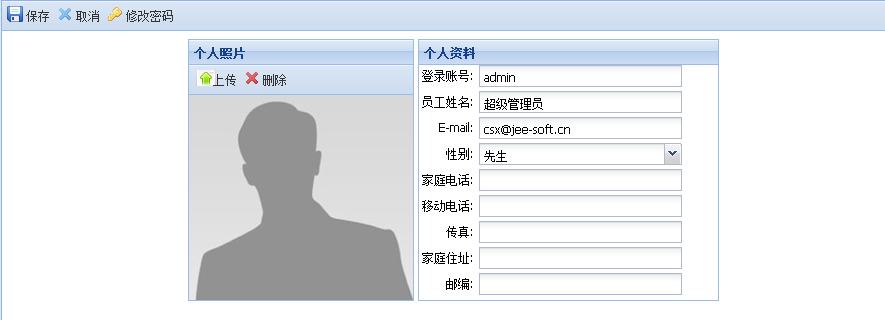 保存 取消 修改密码
个人照片
上传 删除
个人资料
登录账号: admin
员工姓名: 超级管理员
E-mail: csx@jee-soft.cn
性别: 先生
家庭电话:
移动电话:
传真:
家庭住址:
邮编: